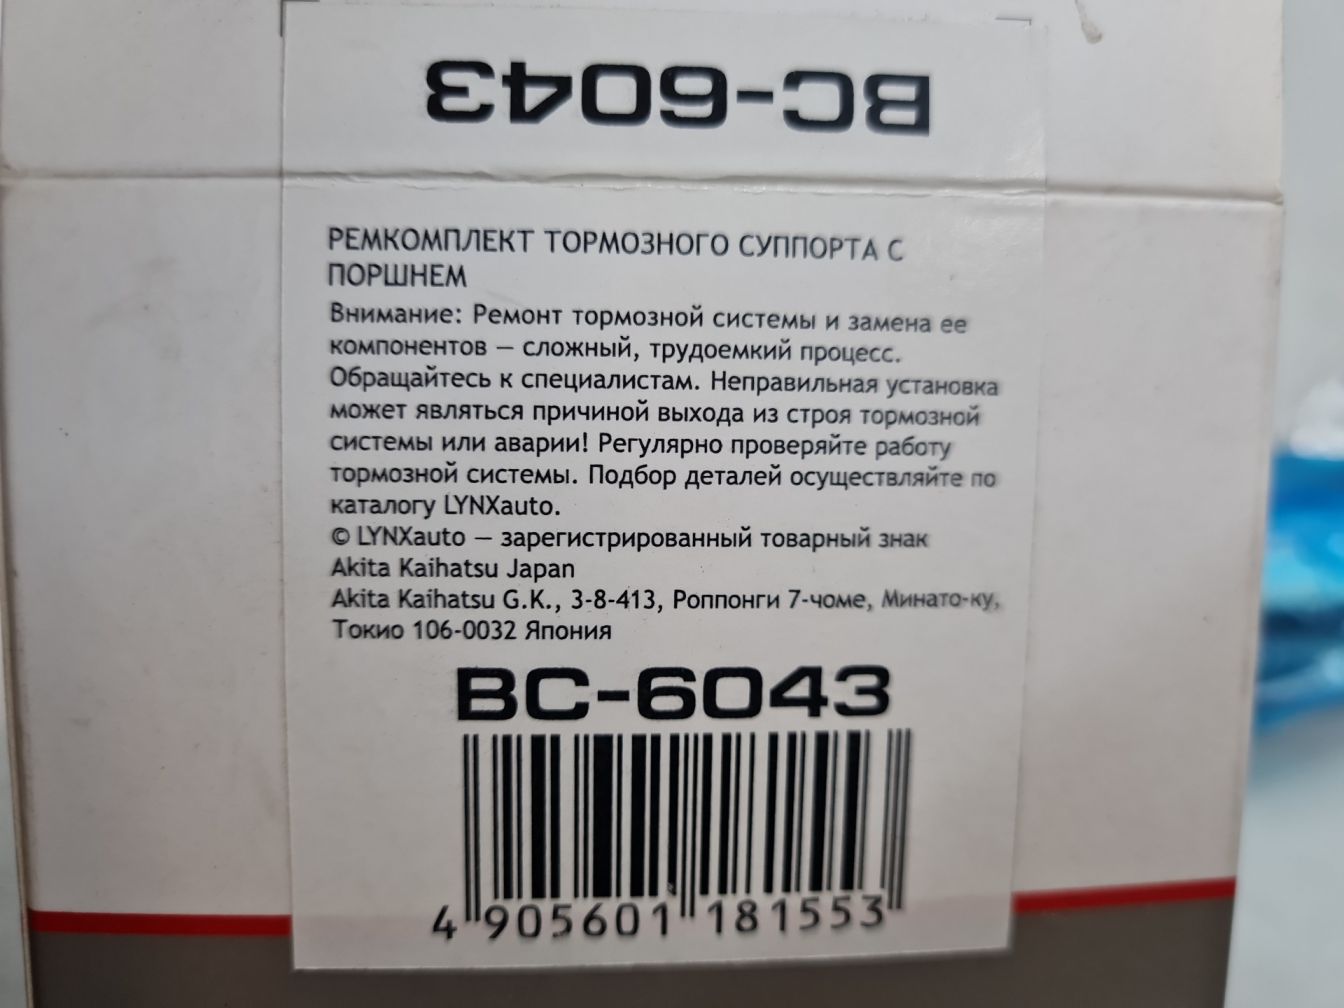 BC-6043
РЕМКОМПЛЕКТ ТОРМОЗНОГО СУППОРТА С
ПОРШНЕМ
Внимание: Ремонт тормозной системы и замена ее
компонентов — сложный, трудоемкий процесс.
Обращайтесь к специалистам. Неправильная установка
может являться причиной выхода из строя тормозной
системы или аварии! Регулярно проверяйте работу
тормозной системы. Подбор деталей осуществляйте по
каталогу LYNXauto.
© LYNXauto — зарегистрированный товарный знак
Akita Kaihatsu Japan
Akita Kaihatsu G.K., 3-8-413, Роппонги 7-чоме, Минато-ку,
Токио 106-0032 Япония
BC-6043
4 905601 181553